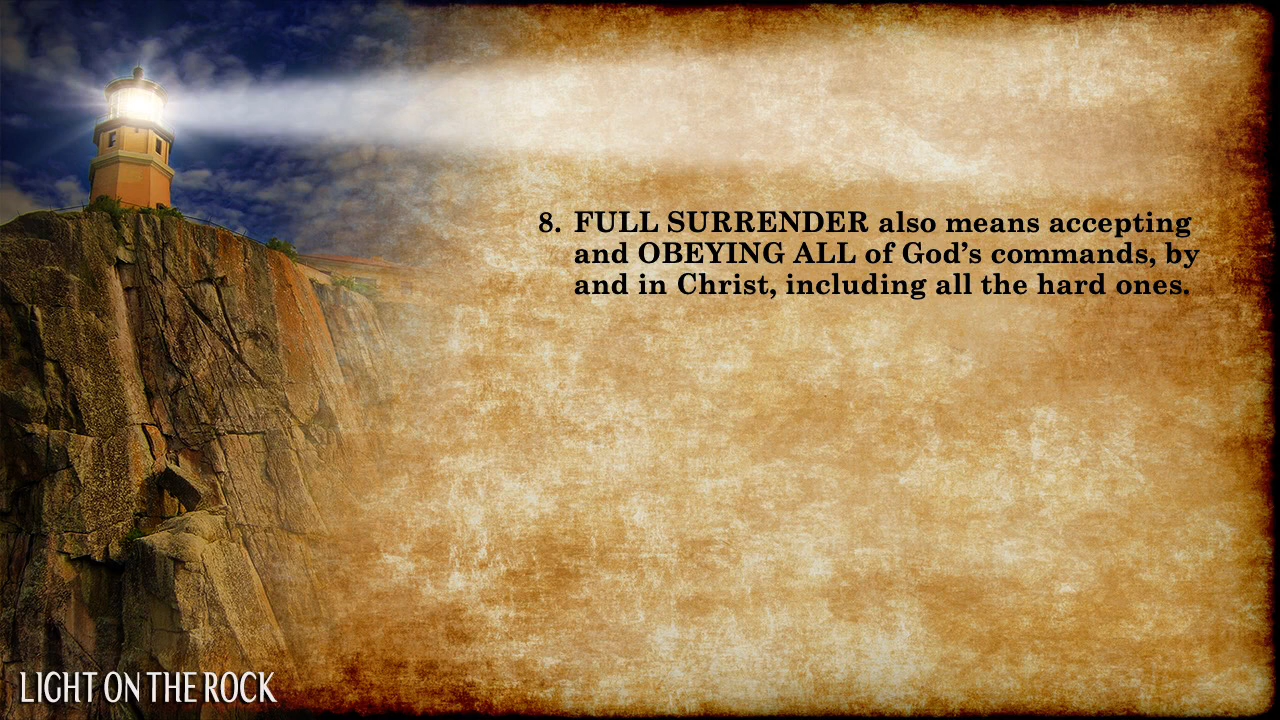 8. FULL SURRENDER also means accepting
and OBEYING ALL of God’s commands, by
and in Christ, including all the hard ones.
LIGHT ON THE ROCK